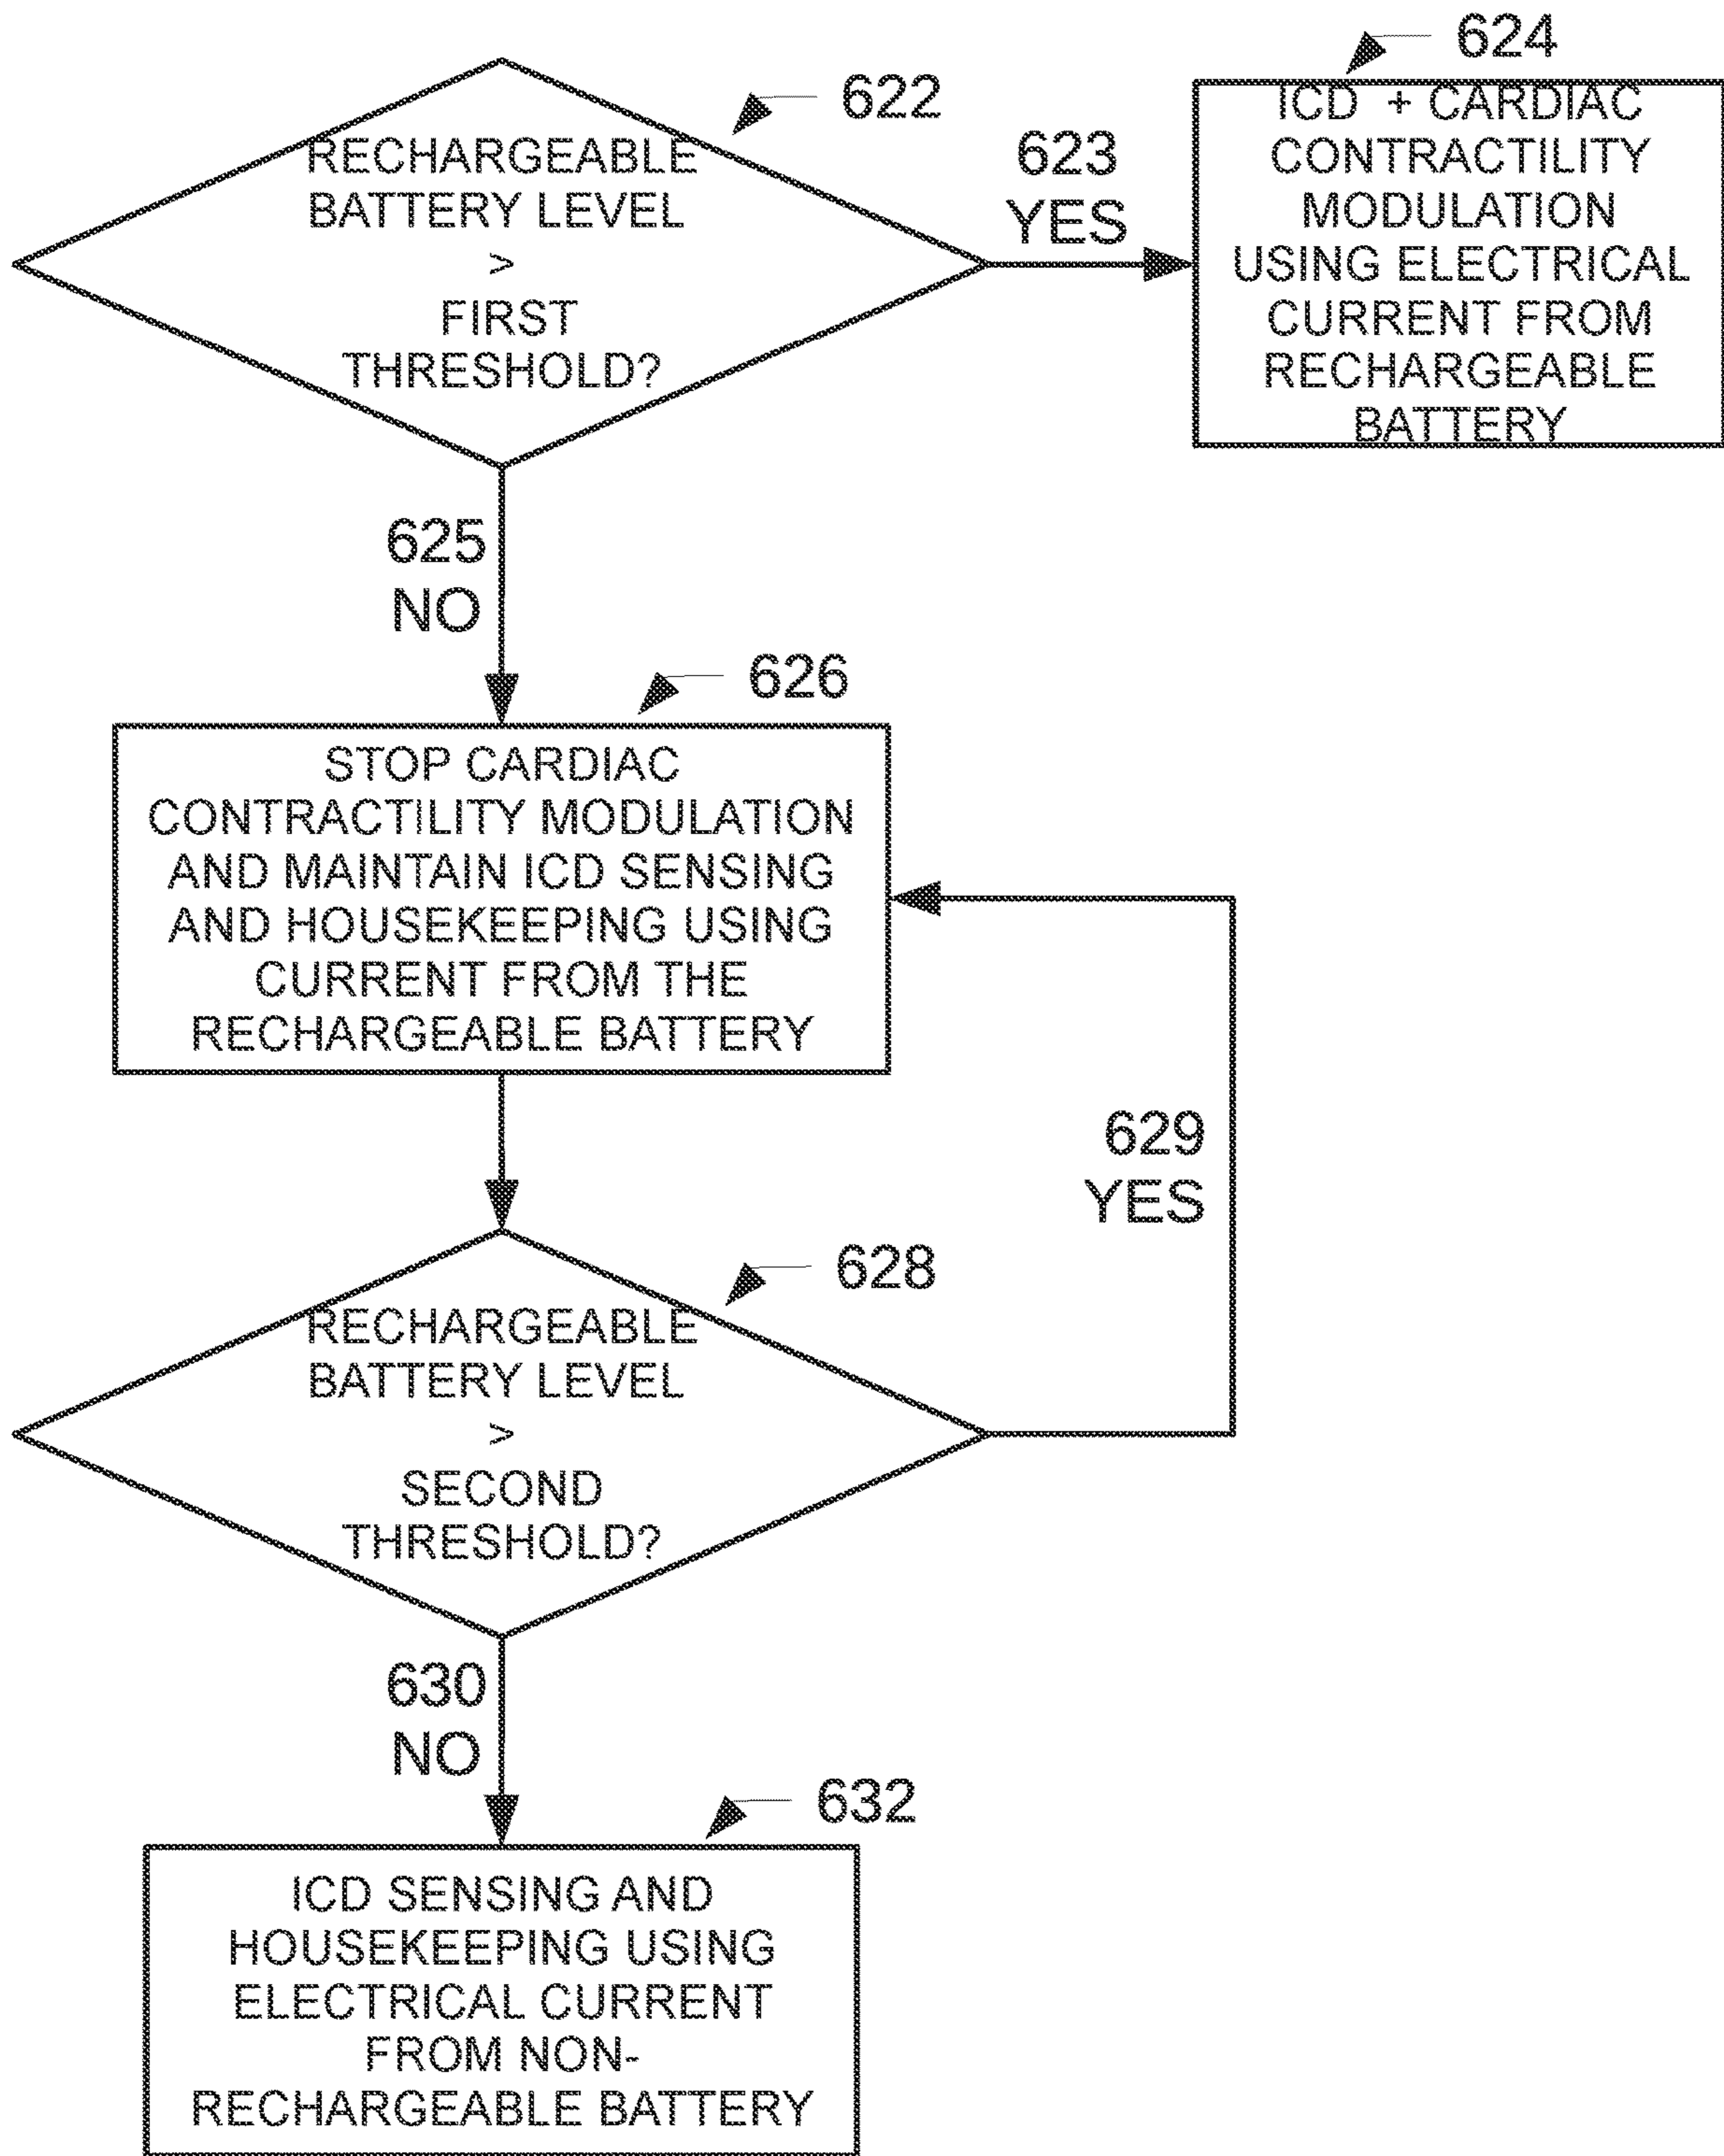 622
RECHARGEABLE
BATTERY LEVEL
>
FIRST
THRESHOLD?
623
YES
624
ICD + CARDIAC
CONTRACTILITY
MODULATION
USING ELECTRICAL
CURRENT FROM
RECHARGEABLE
BATTERY
625
NO
626
STOP CARDIAC
CONTRACTILITY MODULATION
AND MAINTAIN ICD SENSING
AND HOUSEKEEPING USING
CURRENT FROM THE
RECHARGEABLE BATTERY
629
YES
628
RECHARGEABLE
BATTERY LEVEL
>
SECOND
THRESHOLD?
630
NO
632
ICD SENSING AND
HOUSEKEEPING USING
ELECTRICAL CURRENT
FROM NON-
RECHARGEABLE BATTERY